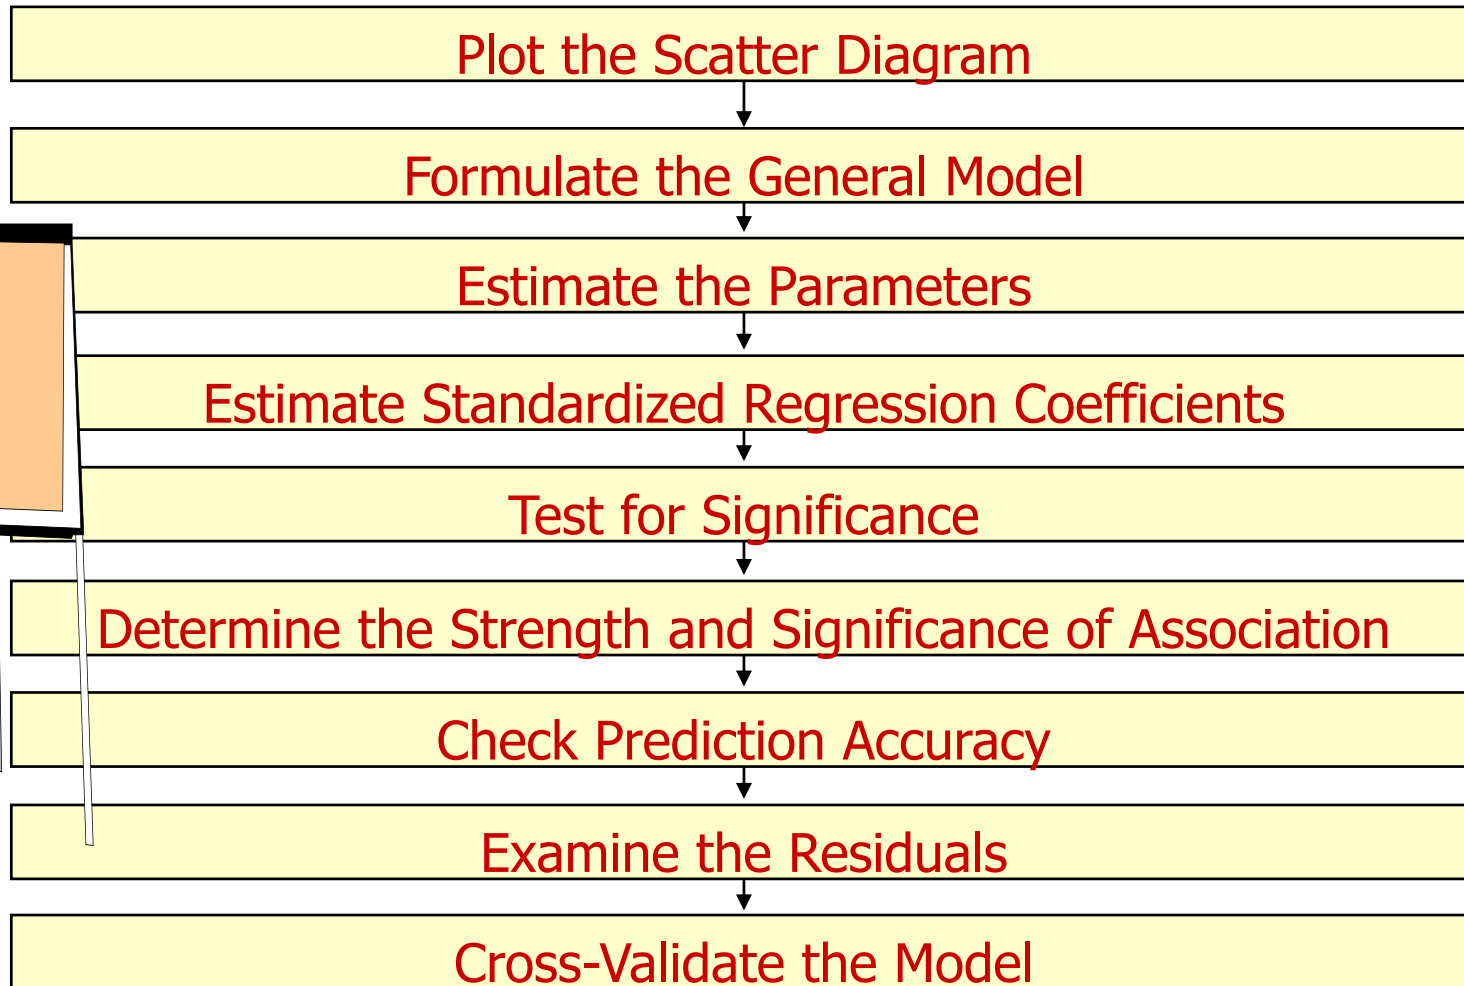 Plot the Scatter Diagram
Formulate the General Model
Estimate the Parameters
Estimate Standardized Regression Coefficients
Test for Significance
Determine the Strength and Significance of Association
Check Prediction Accuracy
Examine the Residuals
Cross-Validate the Model